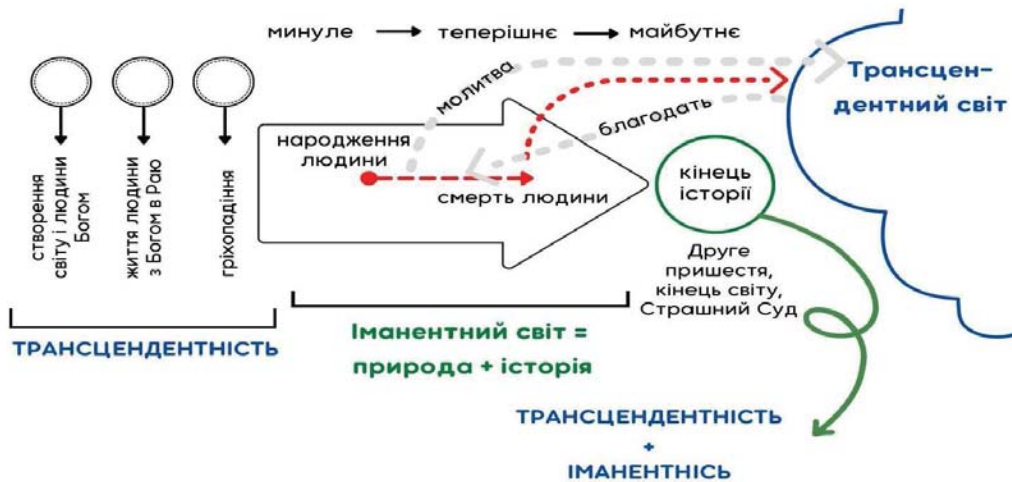 минуле теперішнє майбутнє
створення
світу і людини
Богом
життя людини
з Богом в Раю
гріхопадіння
молитва
благодать
народження
людини
смерть людини
Трансцен-
дентний світ
кінець
історії
Друге
пришестя,
кінець світу,
Страшний Суд
ТРАНСЦЕНДЕНТНІСТЬ
Іманентний світ =
природа + історія
ТРАНСЦЕНДЕНТНІСТЬ
+
ІМАНЕНТНІСЬ